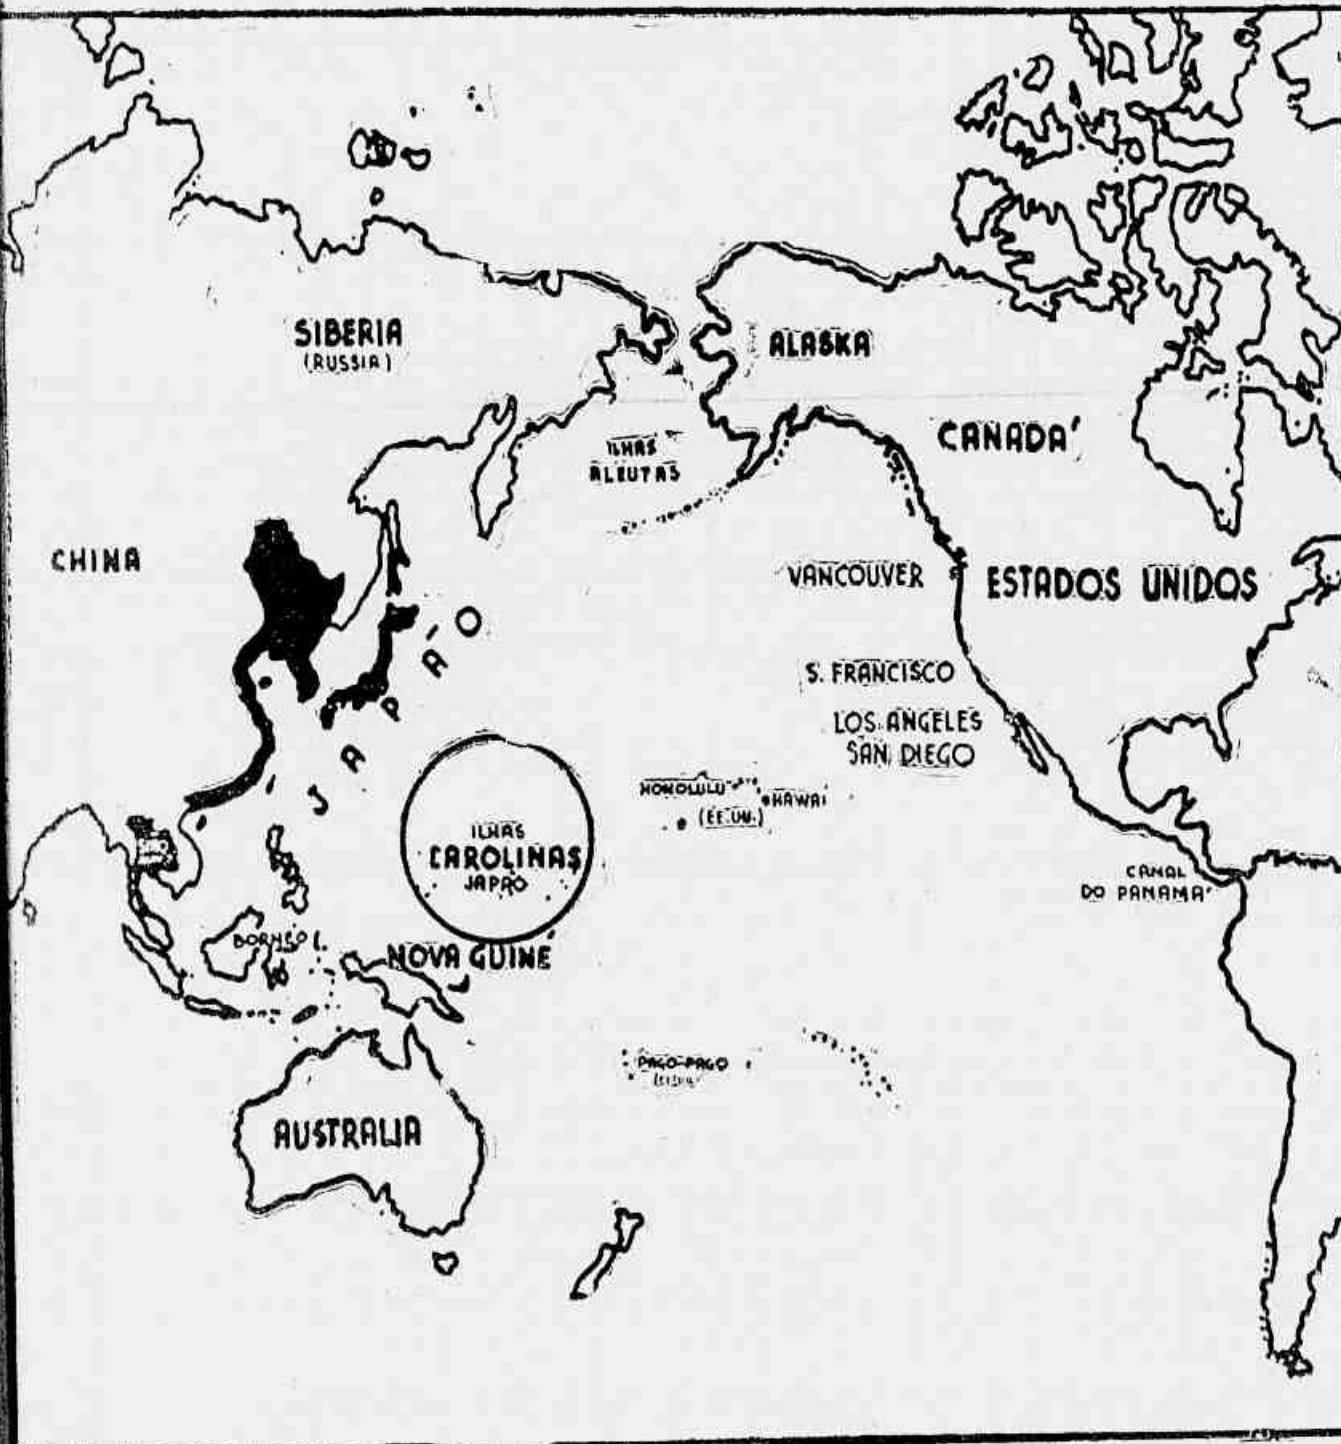 SIBERIA
(RUSSIA)
ALASKA
CANADA'
ILHAS
ALEUTAS
CHINA
VANCOUVER
ESTADOS UNIDOS
JAPÃO
S. FRANCISCO
LOS ANGELES
SAN DIEGO
HONOLULU
HAWAI
(EE.UU.)
ILHAS
CAROLINAS
JAPÃO
CANAL
DO PANAMA'
BORNEO
NOVA GUINÉ
PAGO-PAGO
AUSTRALIA